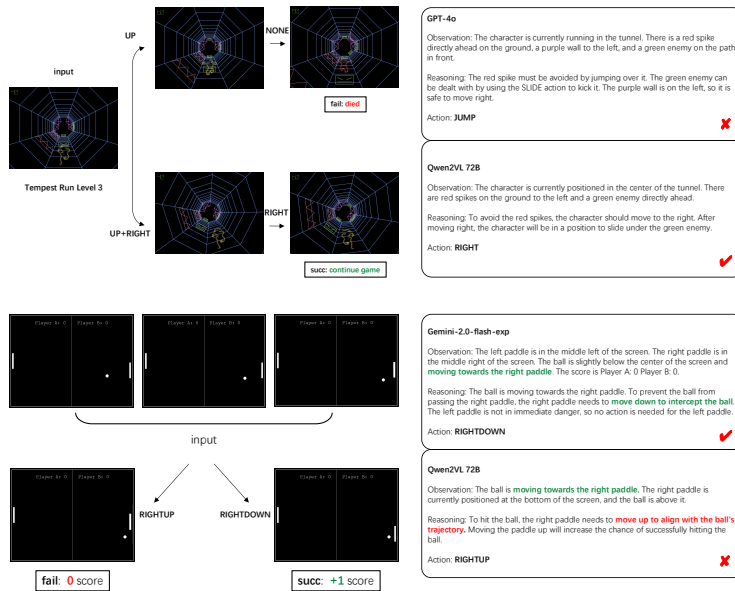 UP
NONE
input
fail: died
Tempest Run Level 3
UP+RIGHT
RIGHT
succ: continue game
GPT-4o
Observation: The character is currently running in the tunnel. There is a red spike
directly ahead on the ground, a purple wall to the left, and a green enemy on the path
in front.
Reasoning: The red spike must be avoided by jumping over it. The green enemy can
be dealt with by using the SLIDE action to kick it. The purple wall is on the left, so it is
safe to move right.
Action: JUMP
Qwen2VL 72B
Observation: The character is currently positioned in the center of the tunnel. There
are red spikes on the ground to the left and a green enemy directly ahead.
Reasoning: To avoid the red spikes, the character should move to the right. After
moving right, the character will be in a position to slide under the green enemy.
Action: RIGHT
Player A: 0 Player B: 0
Player A: 0 Player B: 0
Player A: 0 Player B: 0
input
Player A: 0 Player B: 0
Player A: 0 Player B: 0
RIGHTUP
RIGHTDOWN
fail: 0 score
succ: +1 score
Gemini-2.0-flash-exp
Observation: The left paddle is in the middle left of the screen. The right paddle is in
the middle right of the screen. The ball is slightly below the center of the screen and
moving towards the right paddle. The score is Player A: 0 Player B: 0.
Reasoning: The ball is moving towards the right paddle. To prevent the ball from
passing the right paddle, the right paddle needs to move down to intercept the ball.
The left paddle is not in immediate danger, so no action is needed for the left paddle.
Action: RIGHTDOWN
Qwen2VL 72B
Observation: The ball is moving towards the right paddle. The right paddle is
currently positioned at the bottom of the screen, and the ball is above it.
Reasoning: To hit the ball, the right paddle needs to move up to align with the ball's
trajectory. Moving the paddle up will increase the chance of successfully hitting the
ball.
Action: RIGHTUP